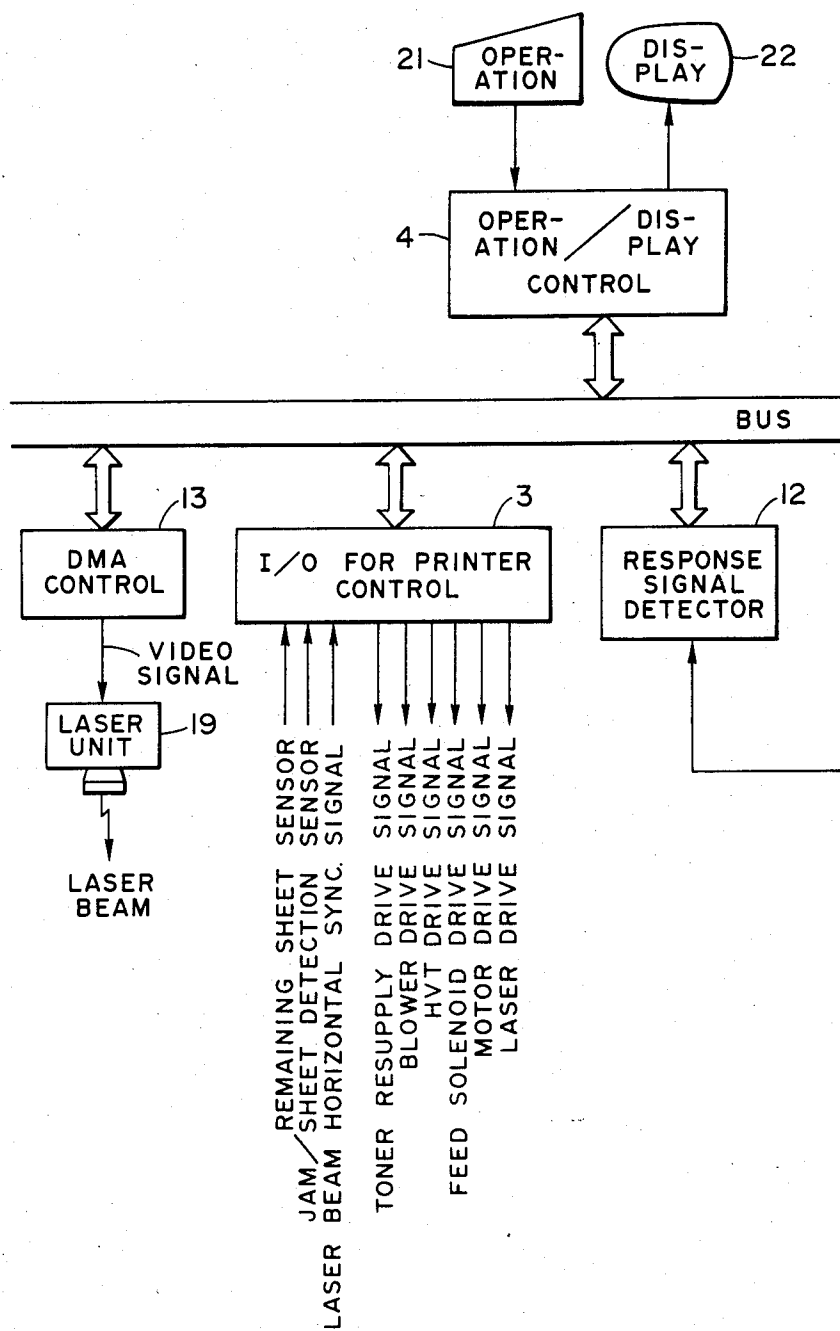 21
OPER-
ATION
DIS-
PLAY
22
4
OPER-
ATION / DIS-
PLAY
CONTROL
BUS
13
DMA
CONTROL
3
I/O FOR PRINTER
CONTROL
12
RESPONSE
SIGNAL
DETECTOR
VIDEO
SIGNAL
LASER
UNIT
19
LASER
BEAM
REMAINING SHEET SENSOR
JAM/SHEET DETECTION SENSOR
LASER BEAM HORIZONTAL SYNC. SIGNAL
TONER RESUPPLY DRIVE SIGNAL
BLOWER DRIVE SIGNAL
HVT DRIVE SIGNAL
FEED SOLENOID DRIVE SIGNAL
MOTOR DRIVE SIGNAL
LASER DRIVE SIGNAL